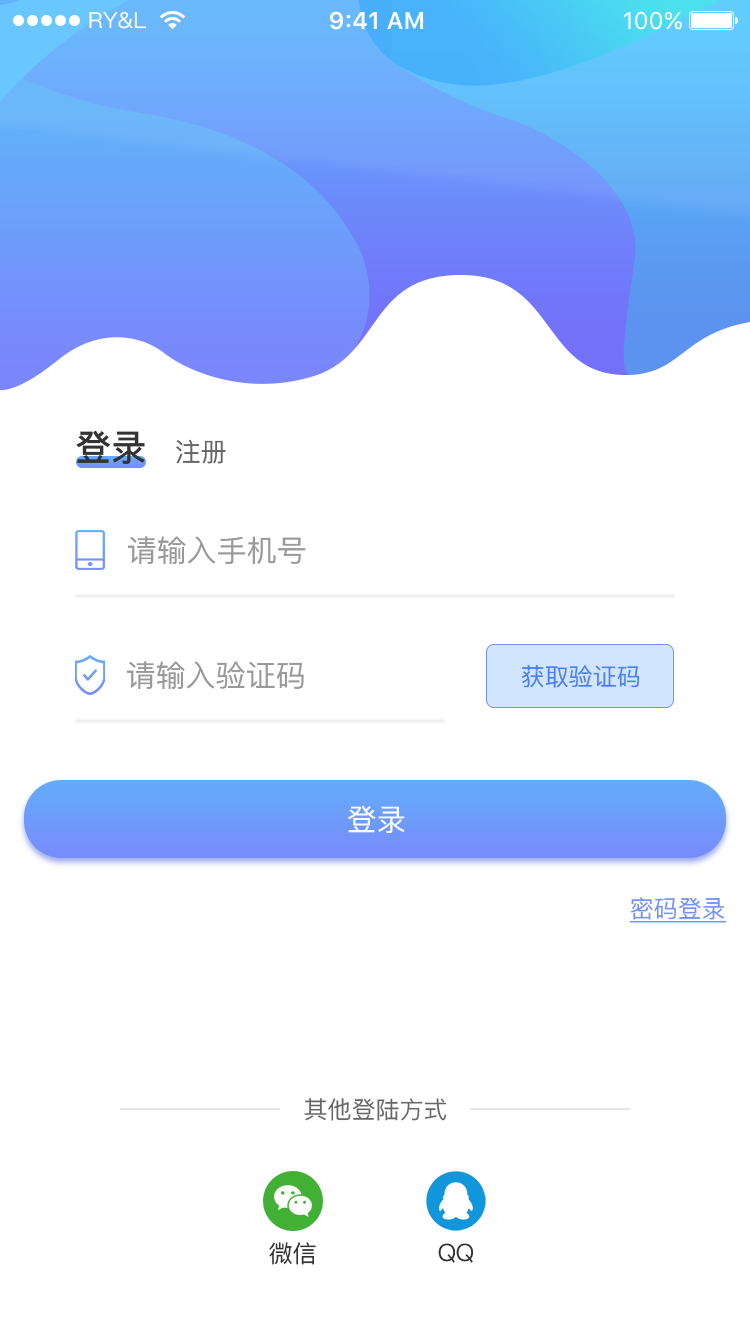 RY&L 9:41 AM 100%
登录 注册
请输入手机号
请输入验证码 获取验证码
登录
密码登录
其他登陆方式
微信 QQ